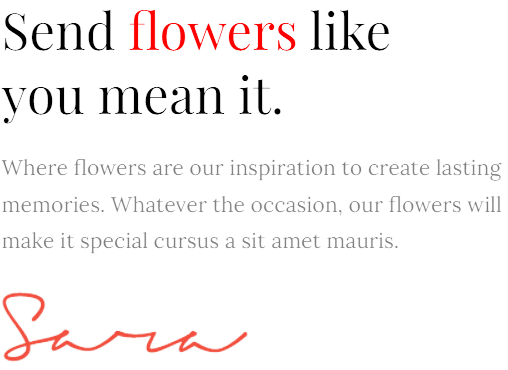 Send flowers like
you mean it.
Where flowers are our inspiration to create lasting
memories. Whatever the occasion, our flowers will
make it special cursus a sit amet mauris.
Sara